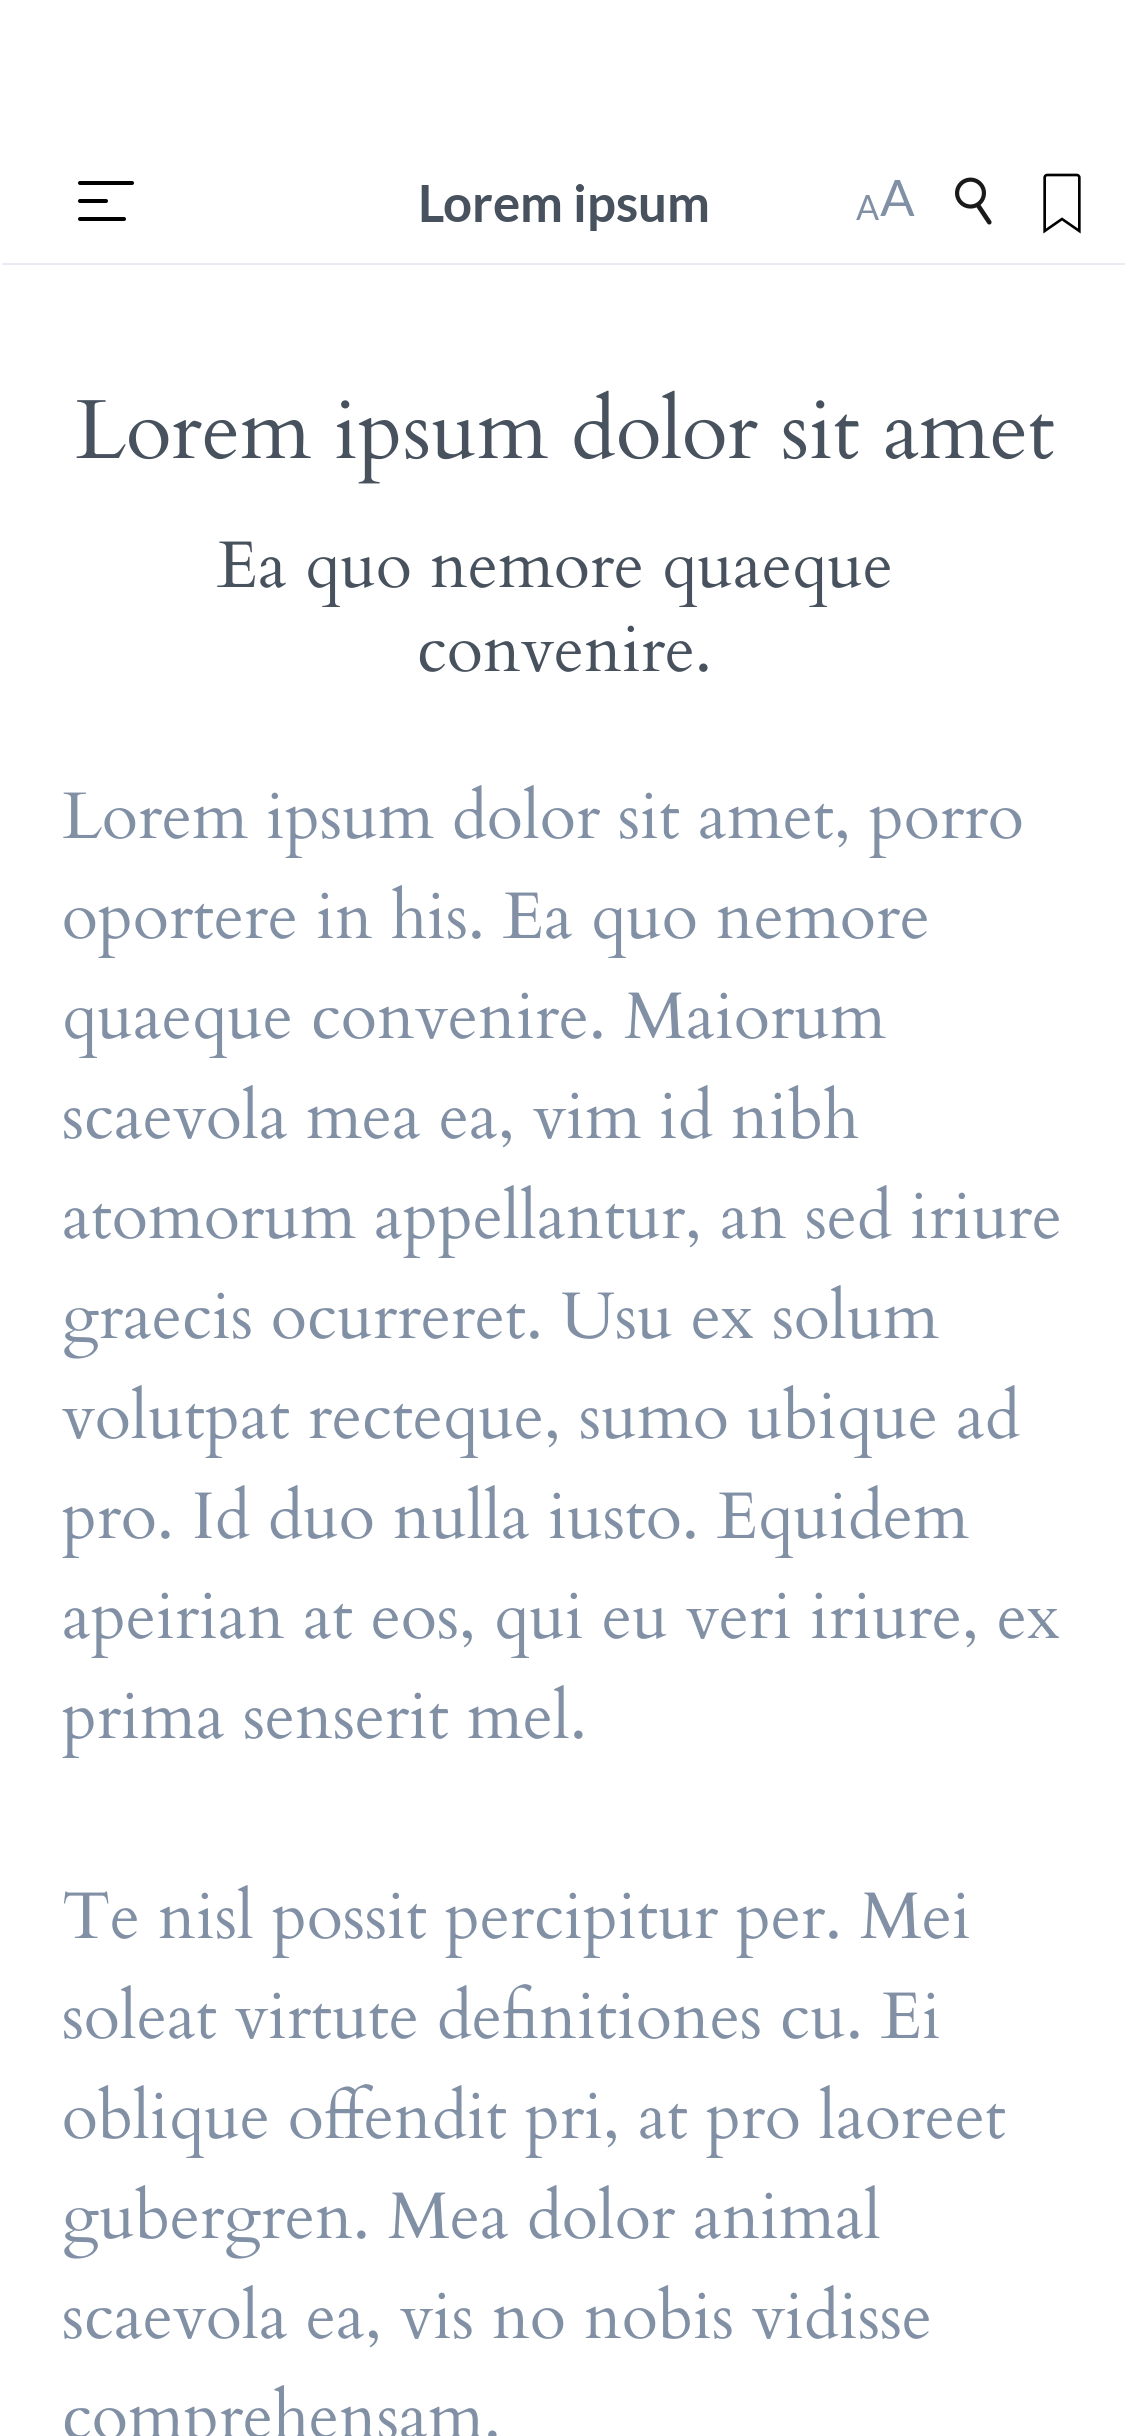 Lorem ipsum
AA
Lorem ipsum dolor sit amet
Ea quo nemore quaeque
convenire.
Lorem ipsum dolor sit amet, porro
oportere in his. Ea quo nemore
quaeque convenire. Maiorum
scaevola mea ea, vim id nibh
atomorum appellantur, an sed iriure
graecis ocurreret. Usu ex solum
volutpat recteque, sumo ubique ad
pro. Id duo nulla iusto. Equidem
apeirian at eos, qui eu veri iriure, ex
prima senserit mel.
Te nisl possit percipitur per. Mei
soleat virtute definitiones cu. Ei
oblique offendit pri, at pro laoreet
gubergren. Mea dolor animal
scaevola ea, vis no nobis vidisse
comprehensam.